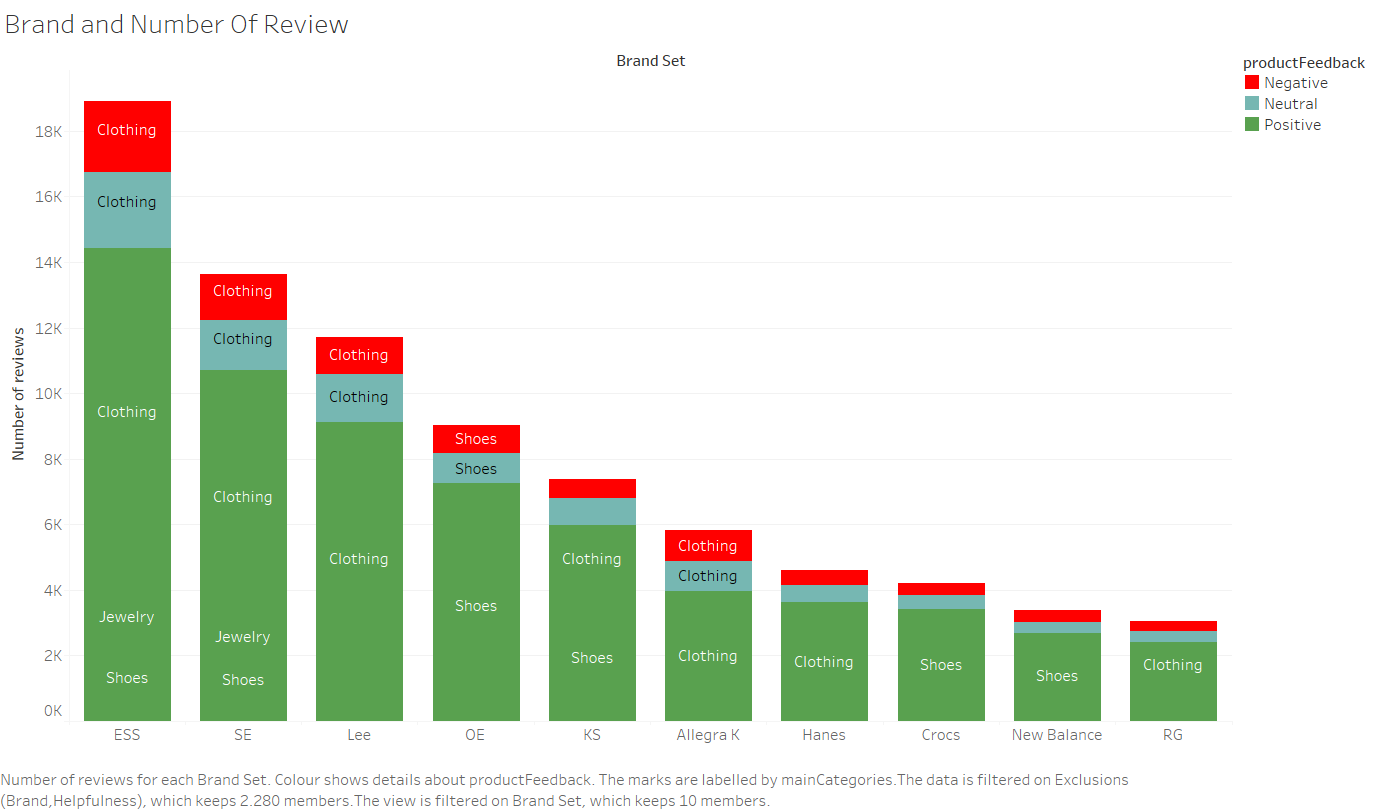 Brand and Number Of Review
Brand Set
productFeedback
Negative
Neutral
Positive
Number of reviews
18K
16K
14K
12K
10K
8K
6K
4K
2K
0K
Clothing
Clothing
Clothing
Jewelry
Shoes
Clothing
Clothing
Clothing
Jewelry
Shoes
Clothing
Clothing
Clothing
Shoes
Shoes
Shoes
Clothing
Shoes
Clothing
Clothing
Clothing
Clothing
Shoes
Shoes
Clothing
ESS SE Lee OE KS Allegra K Hanes Crocs New Balance RG
Number of reviews for each Brand Set. Colour shows details about productFeedback. The marks are labelled by mainCategories.The data is filtered on Exclusions
(Brand,Helpfulness), which keeps 2.280 members.The view is filtered on Brand Set, which keeps 10 members.